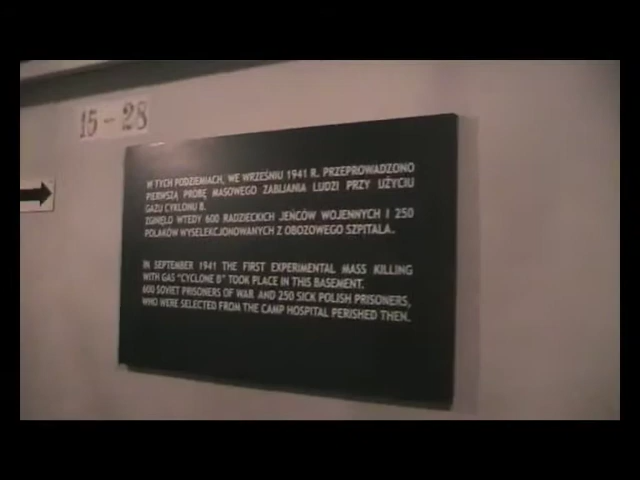 15 - 28
W TYCH PODZIEMIACH, WE WRZEŚNIU 1941 R. PRZEPROWADZONO
PIERWSZĄ PRÓBĘ MASOWEGO ZABIJANIA LUDZI PRZY UŻYCIU
GAZU CYKLONU B.
ZGINĘŁO WTEDY 600 RADZIECKICH JEŃCÓW WOJENNYCH I 250
POLAKÓW WYSELEKCJONOWANYCH Z OBOZOWEGO SZPITALA.
IN SEPTEMBER 1941 THE FIRST EXPERIMENTAL MASS KILLING
WITH GAS "CYCLONE B" TOOK PLACE IN THIS BASEMENT.
600 SOVIET PRISONERS OF WAR AND 250 SICK POLISH PRISONERS,
WHO WERE SELECTED FROM THE CAMP HOSPITAL PERISHED THEN.